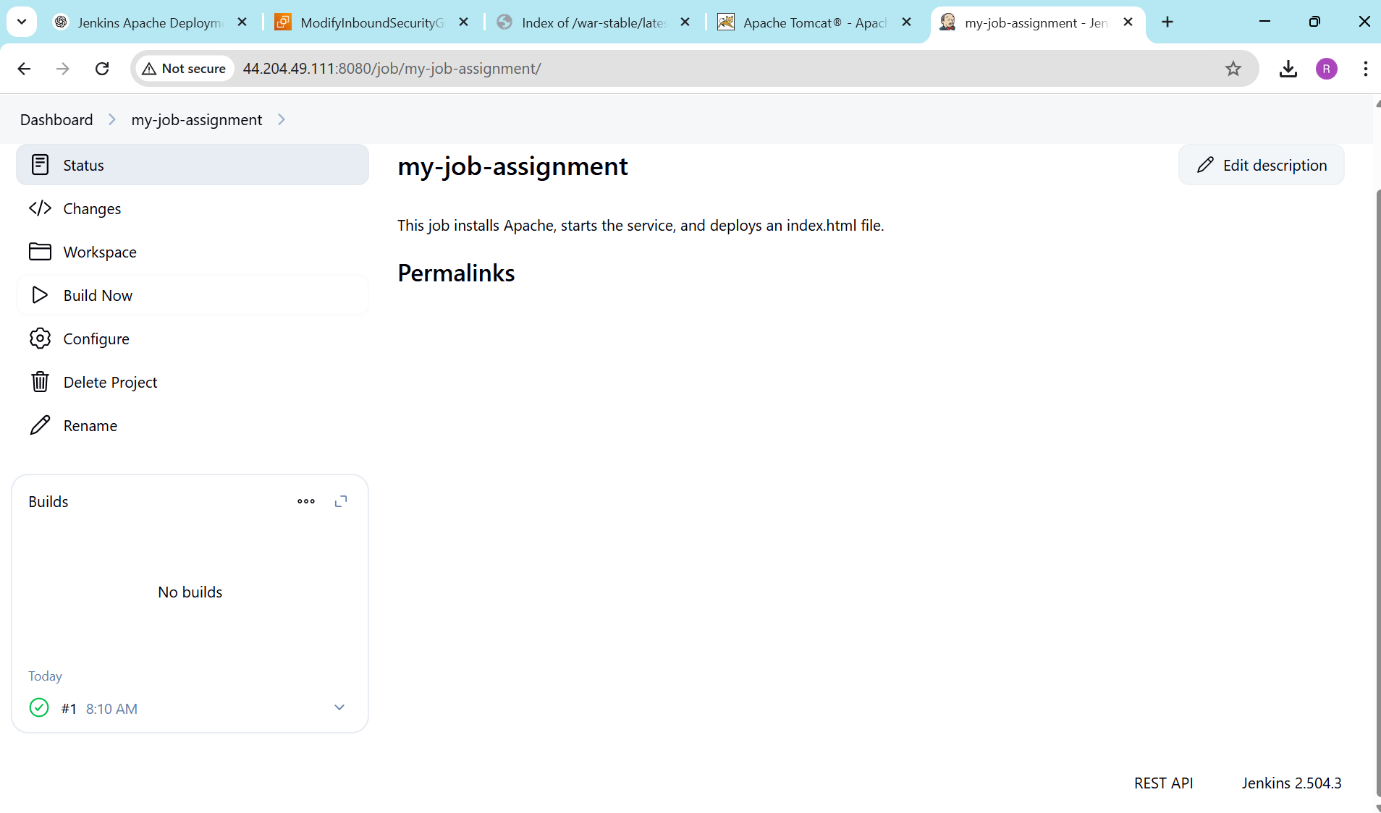 Jenkins Apache Deploym
ModifyInboundSecurityG
Index of /war-stable/late
Apache Tomcat® - Apac
my-job-assignment - Jen
Not secure
44.204.49.111:8080/job/my-job-assignment/
R
Dashboard
my-job-assignment
Status
Changes
Workspace
Build Now
Configure
Delete Project
Rename
my-job-assignment
Edit description
This job installs Apache, starts the service, and deploys an index.html file.
Permalinks
Builds
No builds
Today
#1 8:10 AM
REST API
Jenkins 2.504.3